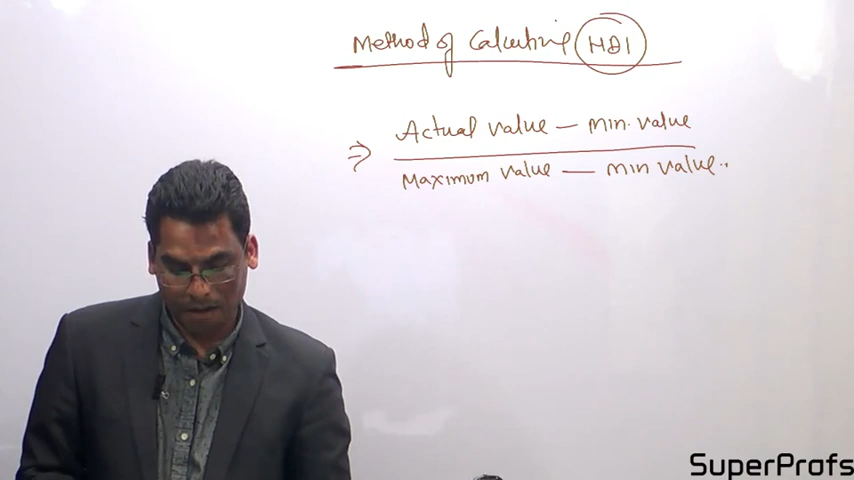 Method of Calculating HDI
⇒ Actual value — min. value
Maximum value — min value..
SuperProfs